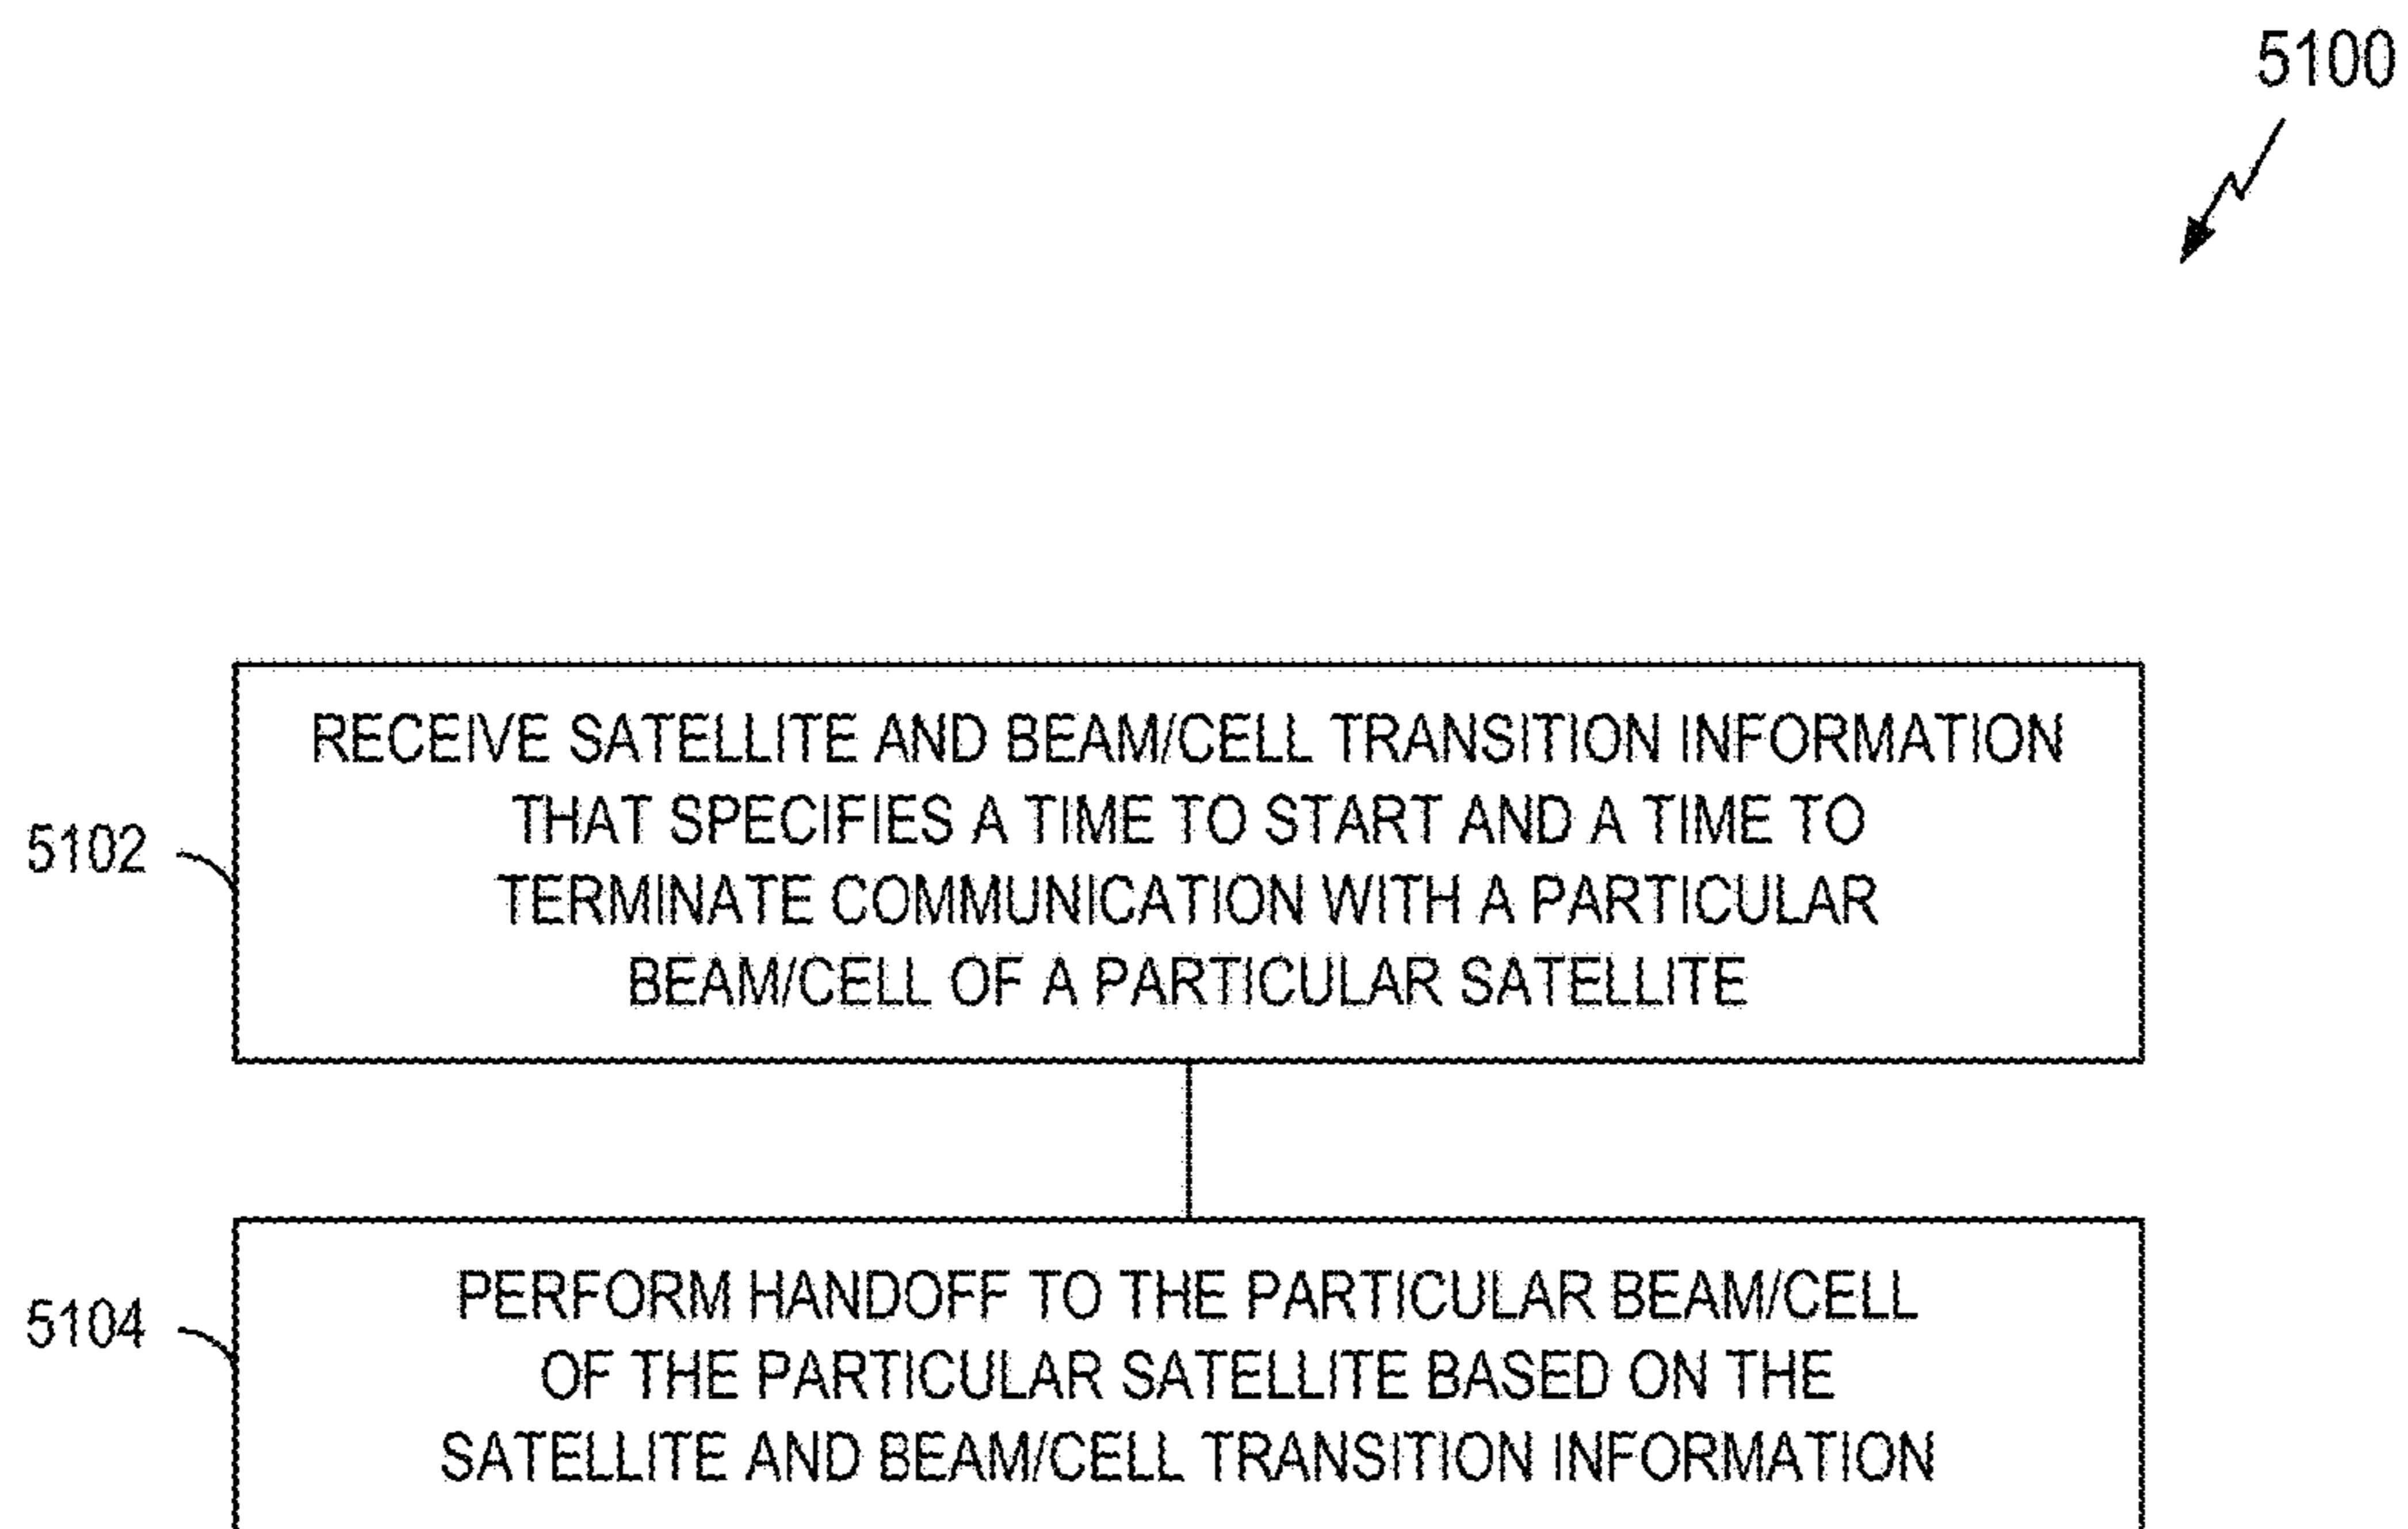 5100
RECEIVE SATELLITE AND BEAM/CELL TRANSITION INFORMATION
THAT SPECIFIES A TIME TO START AND A TIME TO
TERMINATE COMMUNICATION WITH A PARTICULAR
BEAM/CELL OF A PARTICULAR SATELLITE
5102
PERFORM HANDOFF TO THE PARTICULAR BEAM/CELL
OF THE PARTICULAR SATELLITE BASED ON THE
SATELLITE AND BEAM/CELL TRANSITION INFORMATION
5104